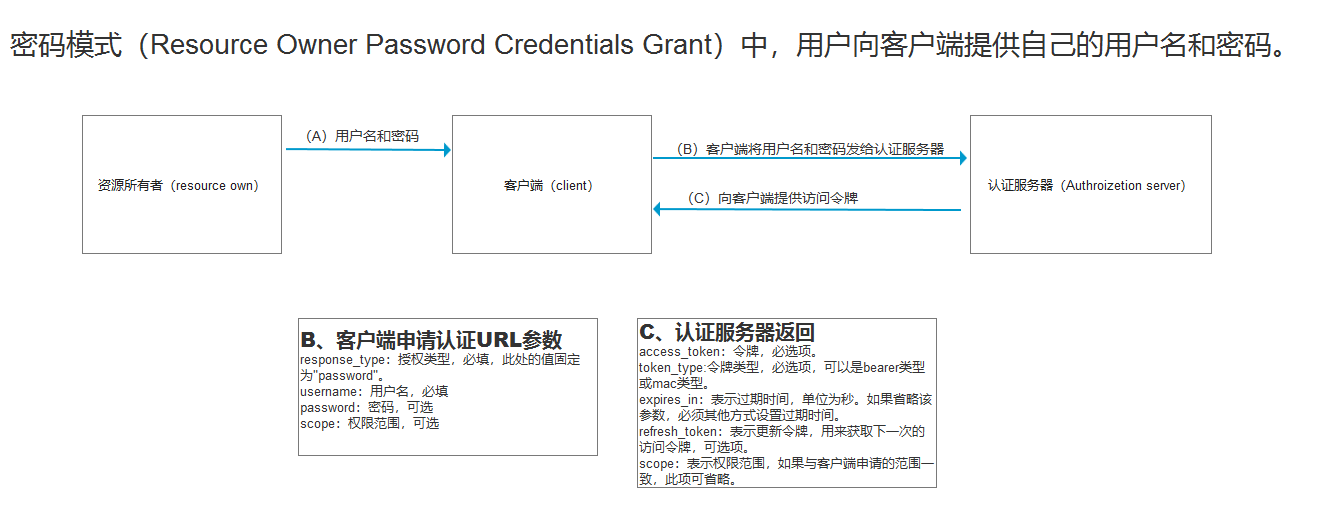 密码模式（Resource Owner Password Credentials Grant）中，用户向客户端提供自己的用户名和密码。
（A）用户名和密码
（B）客户端将用户名和密码发给认证服务器
资源所有者（resource own）
客户端（client）
认证服务器（Authroizetion server）
（C）向客户端提供访问令牌
B、客户端申请认证URL参数
response_type：授权类型，必填，此处的值固定
为"password"。
username：用户名，必填
password：密码，可选
scope：权限范围，可选
C、认证服务器返回
access_token：令牌，必选项。
token_type:令牌类型，必选项，可以是bearer类型
或mac类型。
expires_in：表示过期时间，单位为秒。如果省略该
参数，必须其他方式设置过期时间。
refresh_token：表示更新令牌，用来获取下一次的
访问令牌，可选项。
scope：表示权限范围，如果与客户端申请的范围一
致，此项可省略。